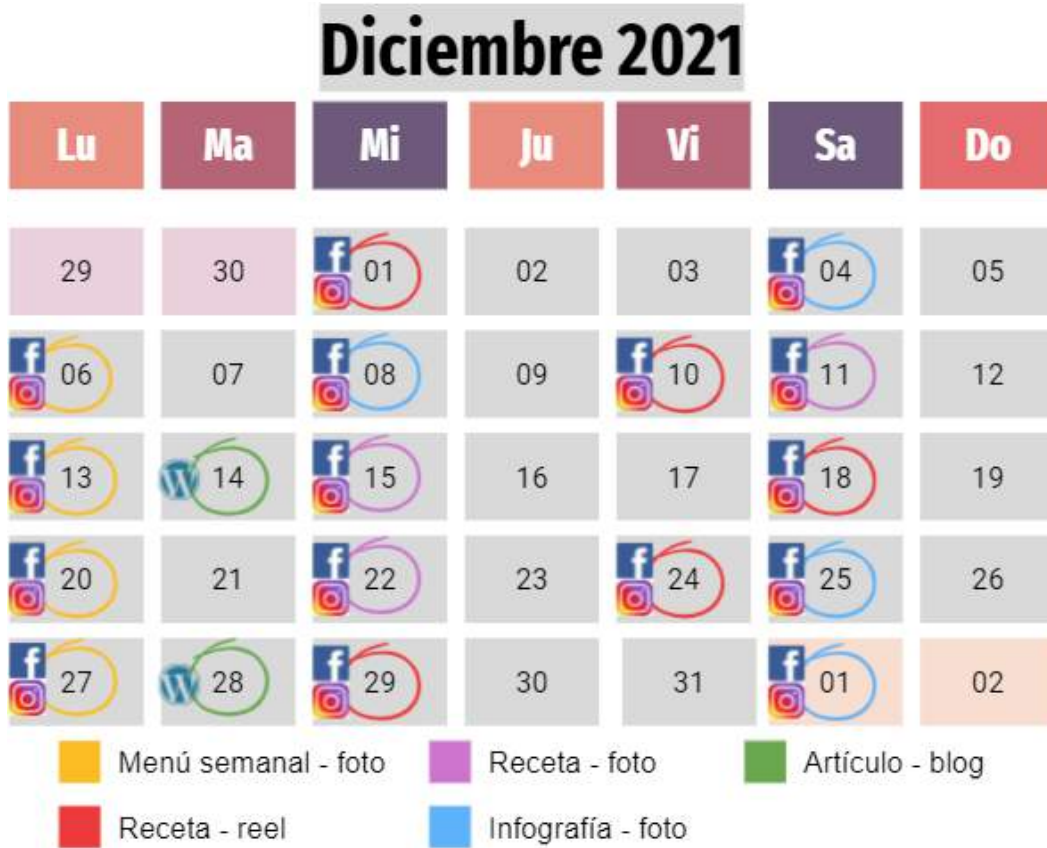 Diciembre 2021
Lu Ma Mi Ju Vi Sa Do
29 30 01 02 03 04 05
06 07 08 09 10 11 12
13 14 15 16 17 18 19
20 21 22 23 24 25 26
27 28 29 30 31 01 02
Menú semanal - foto Receta - foto Artículo - blog
Receta - reel Infografía - foto